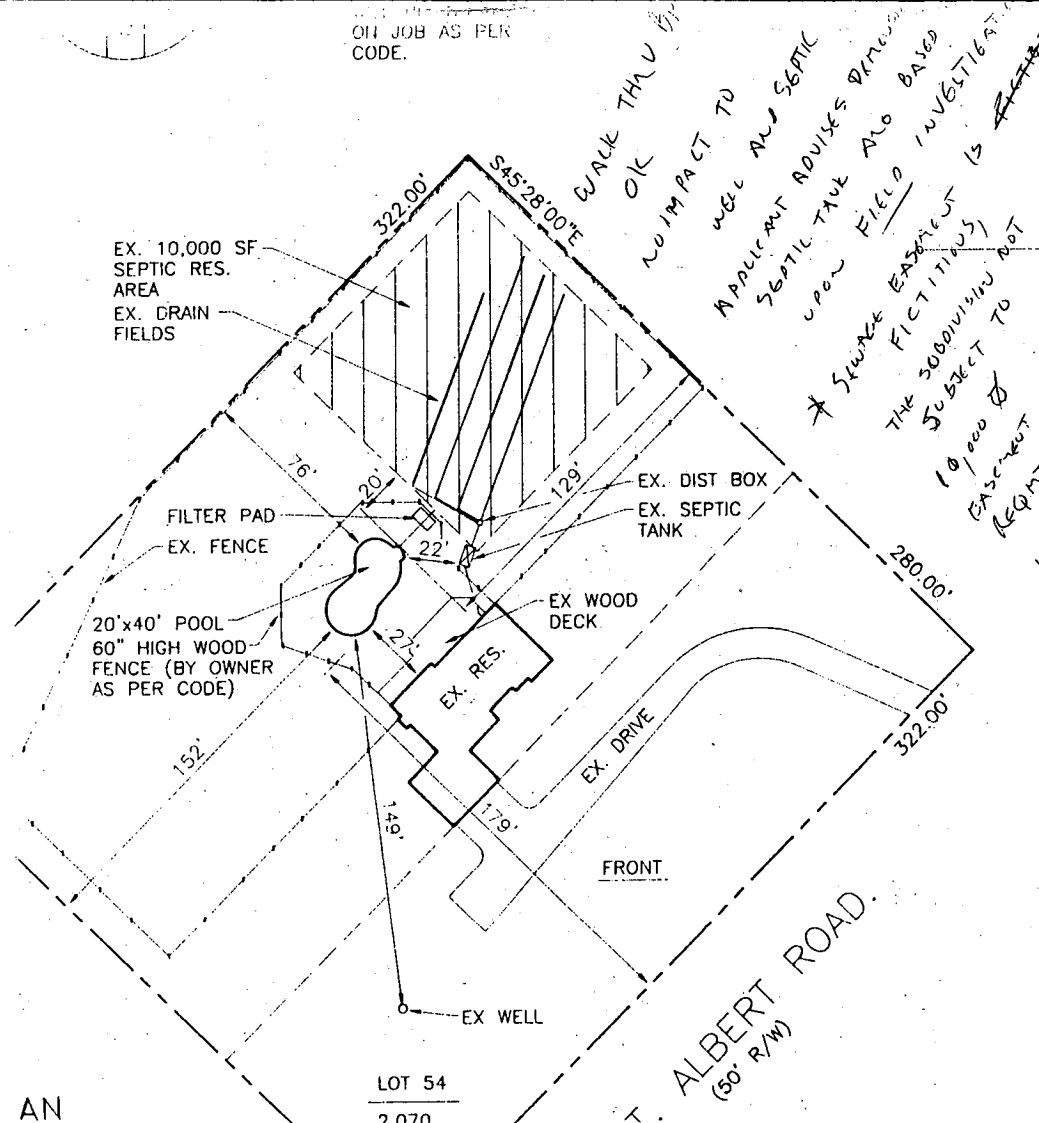 ON JOB AS PER
CODE.
WALK THRU
OK
NO IMPACT TO
WELL AND SEPTIC
APPLICANT ADVISES
SEPTIC TANK AND BASED
UPON FIELD
IS
* SEWAGE EASEMENT
FICTITIOUS,
THE SUBDIVISION NOT
SUBJECT TO
10,000
EASEMENT
REQMT
322.00'
S45°28'00"E
EX. 10,000 SF
SEPTIC RES.
AREA
EX. DRAIN
FIELDS
76'
20'
129'
EX. DIST BOX
EX. SEPTIC
TANK
FILTER PAD
EX. FENCE
22'
280.00'
20'x40' POOL
60" HIGH WOOD
FENCE (BY OWNER
AS PER CODE)
EX WOOD
DECK
27'
EX. RES.
EX. DRIVE
322.00'
152'
149'
179'
FRONT
EX WELL
T. ALBERT ROAD.
(50' R/W)
LOT 54
2.070
AN